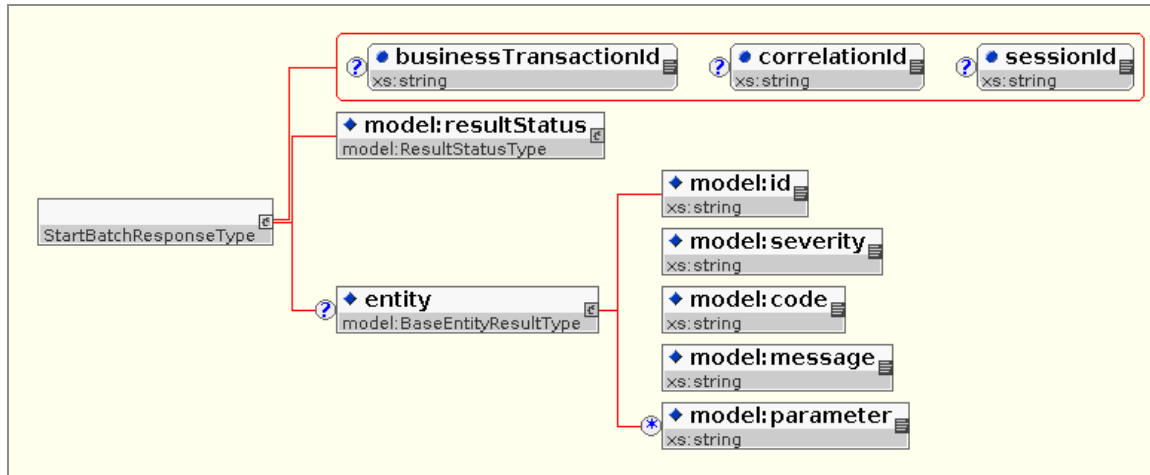 businessTransactionId
xs:string
correlationId
xs:string
sessionId
xs:string
model:resultStatus
model:ResultStatusType
StartBatchResponseType
entity
model:BaseEntityResultType
model:id
xs:string
model:severity
xs:string
model:code
xs:string
model:message
xs:string
model:parameter
xs:string